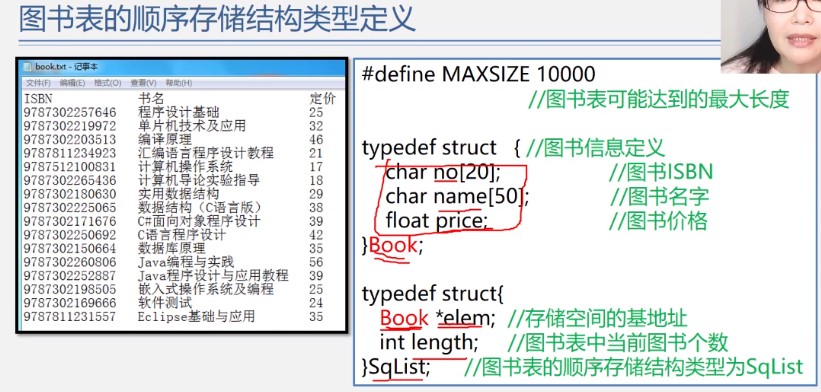 图书表的顺序存储结构类型定义
book.txt - 记事本
文件(F) 编辑(E) 格式(O) 查看(V) 帮助(H)
ISBN 书名 定价
9787302257646 程序设计基础 25
9787302219972 单片机技术及应用 32
9787302203513 编译原理 46
9787811234923 汇编语言程序设计教程 21
9787512100831 计算机操作系统 17
9787302265436 计算机导论实验指导 18
9787302180630 实用数据结构 29
9787302225065 数据结构（C语言版） 38
9787302171676 C#面向对象程序设计 39
9787302250692 C语言程序设计 42
9787302150664 数据库原理 35
9787302260806 Java编程与实践 56
9787302252887 Java程序设计与应用教程 39
9787302198505 嵌入式操作系统及编程 25
9787302169666 软件测试 24
9787811231557 Eclipse基础与应用 35
#define MAXSIZE 10000
//图书表可能达到的最大长度
typedef struct { //图书信息定义
char no[20]; //图书ISBN
char name[50]; //图书名字
float price; //图书价格
}Book;
typedef struct{
Book *elem; //存储空间的基地址
int length; //图书表中当前图书个数
}SqList; //图书表的顺序存储结构类型为SqList